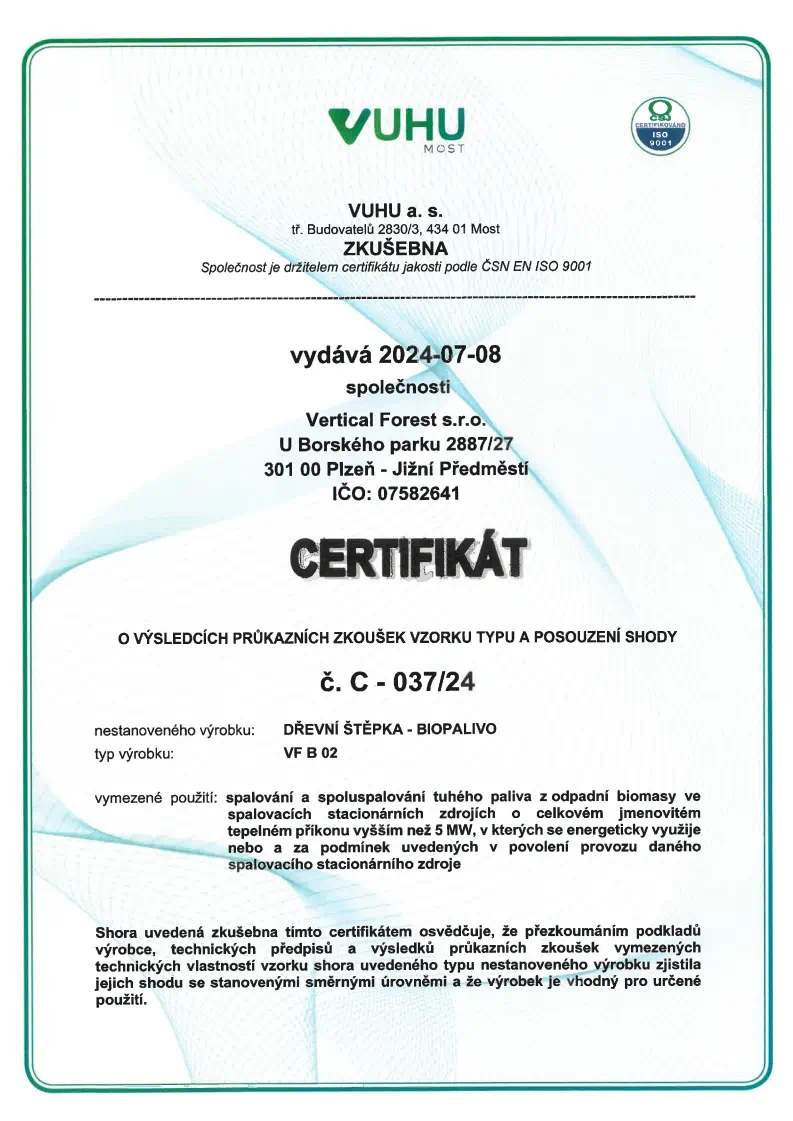 VUHU
MOST
CERTIFIKOVÁNO
ISO
9001
VUHU a. s.
tř. Budovatelů 2830/3, 434 01 Most
ZKUŠEBNA
Společnost je držitelem certifikátu jakosti podle ČSN EN ISO 9001
vydává 2024-07-08
společnosti
Vertical Forest s.r.o.
U Borského parku 2887/27
301 00 Plzeň - Jižní Předměstí
IČO: 07582641
CERTIFIKÁT
O VÝSLEDCÍCH PRŮKAZNÍCH ZKOUŠEK VZORKU TYPU A POSOUZENÍ SHODY
č. C - 037/24
nestanoveného výrobku: DŘEVNÍ ŠTĚPKA - BIOPALIVO
typ výrobku: VF B 02
vymezené použití: spalování a spoluspalování tuhého paliva z odpadní biomasy ve
spalovacích stacionárních zdrojích o celkovém jmenovitém
tepelném příkonu vyšším než 5 MW, v kterých se energeticky využije
nebo a za podmínek uvedených v povolení provozu daného
spalovacího stacionárního zdroje
Shora uvedená zkušebna tímto certifikátem osvědčuje, že přezkoumáním podkladů
výrobce, technických předpisů a výsledků průkazních zkoušek vymezených
technických vlastností vzorku shora uvedeného typu nestanoveného výrobku zjistila
jejich shodu se stanovenými směrnými úrovněmi a že výrobek je vhodný pro určené
použití.